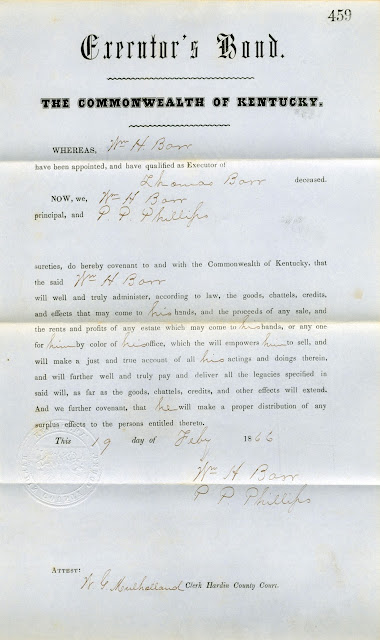 459
Executor's Bond.
THE COMMONWEALTH OF KENTUCKY.
WHEREAS, Wm H Barr
have been appointed, and have qualified as Executor of
Thomas Barr deceased.
NOW, we, Wm H Barr
principal, and P P Phillips
sureties, do hereby covenant to and with the Commonwealth of Kentucky, that
the said Wm H Barr
will well and truly administer, according to law, the goods, chattels, credits,
and effects that may come to his hands, and the proceeds of any sale, and
the rents and profits of any estate which may come to his hands, or any one
for him by color of his office, which the will empowers him to sell, and
will make a just and true account of all his actings and doings therein,
and will further well and truly pay and deliver all the legacies specified in
said will, as far as the goods, chattels, credits, and other effects will extend.
And we further covenant, that he will make a proper distribution of any
surplus effects to the persons entitled thereto.
This 19 day of Feby 1866
Wm H Barr
P P Phillips
ATTEST:
W G Mulholland Clerk Hardin County Court.